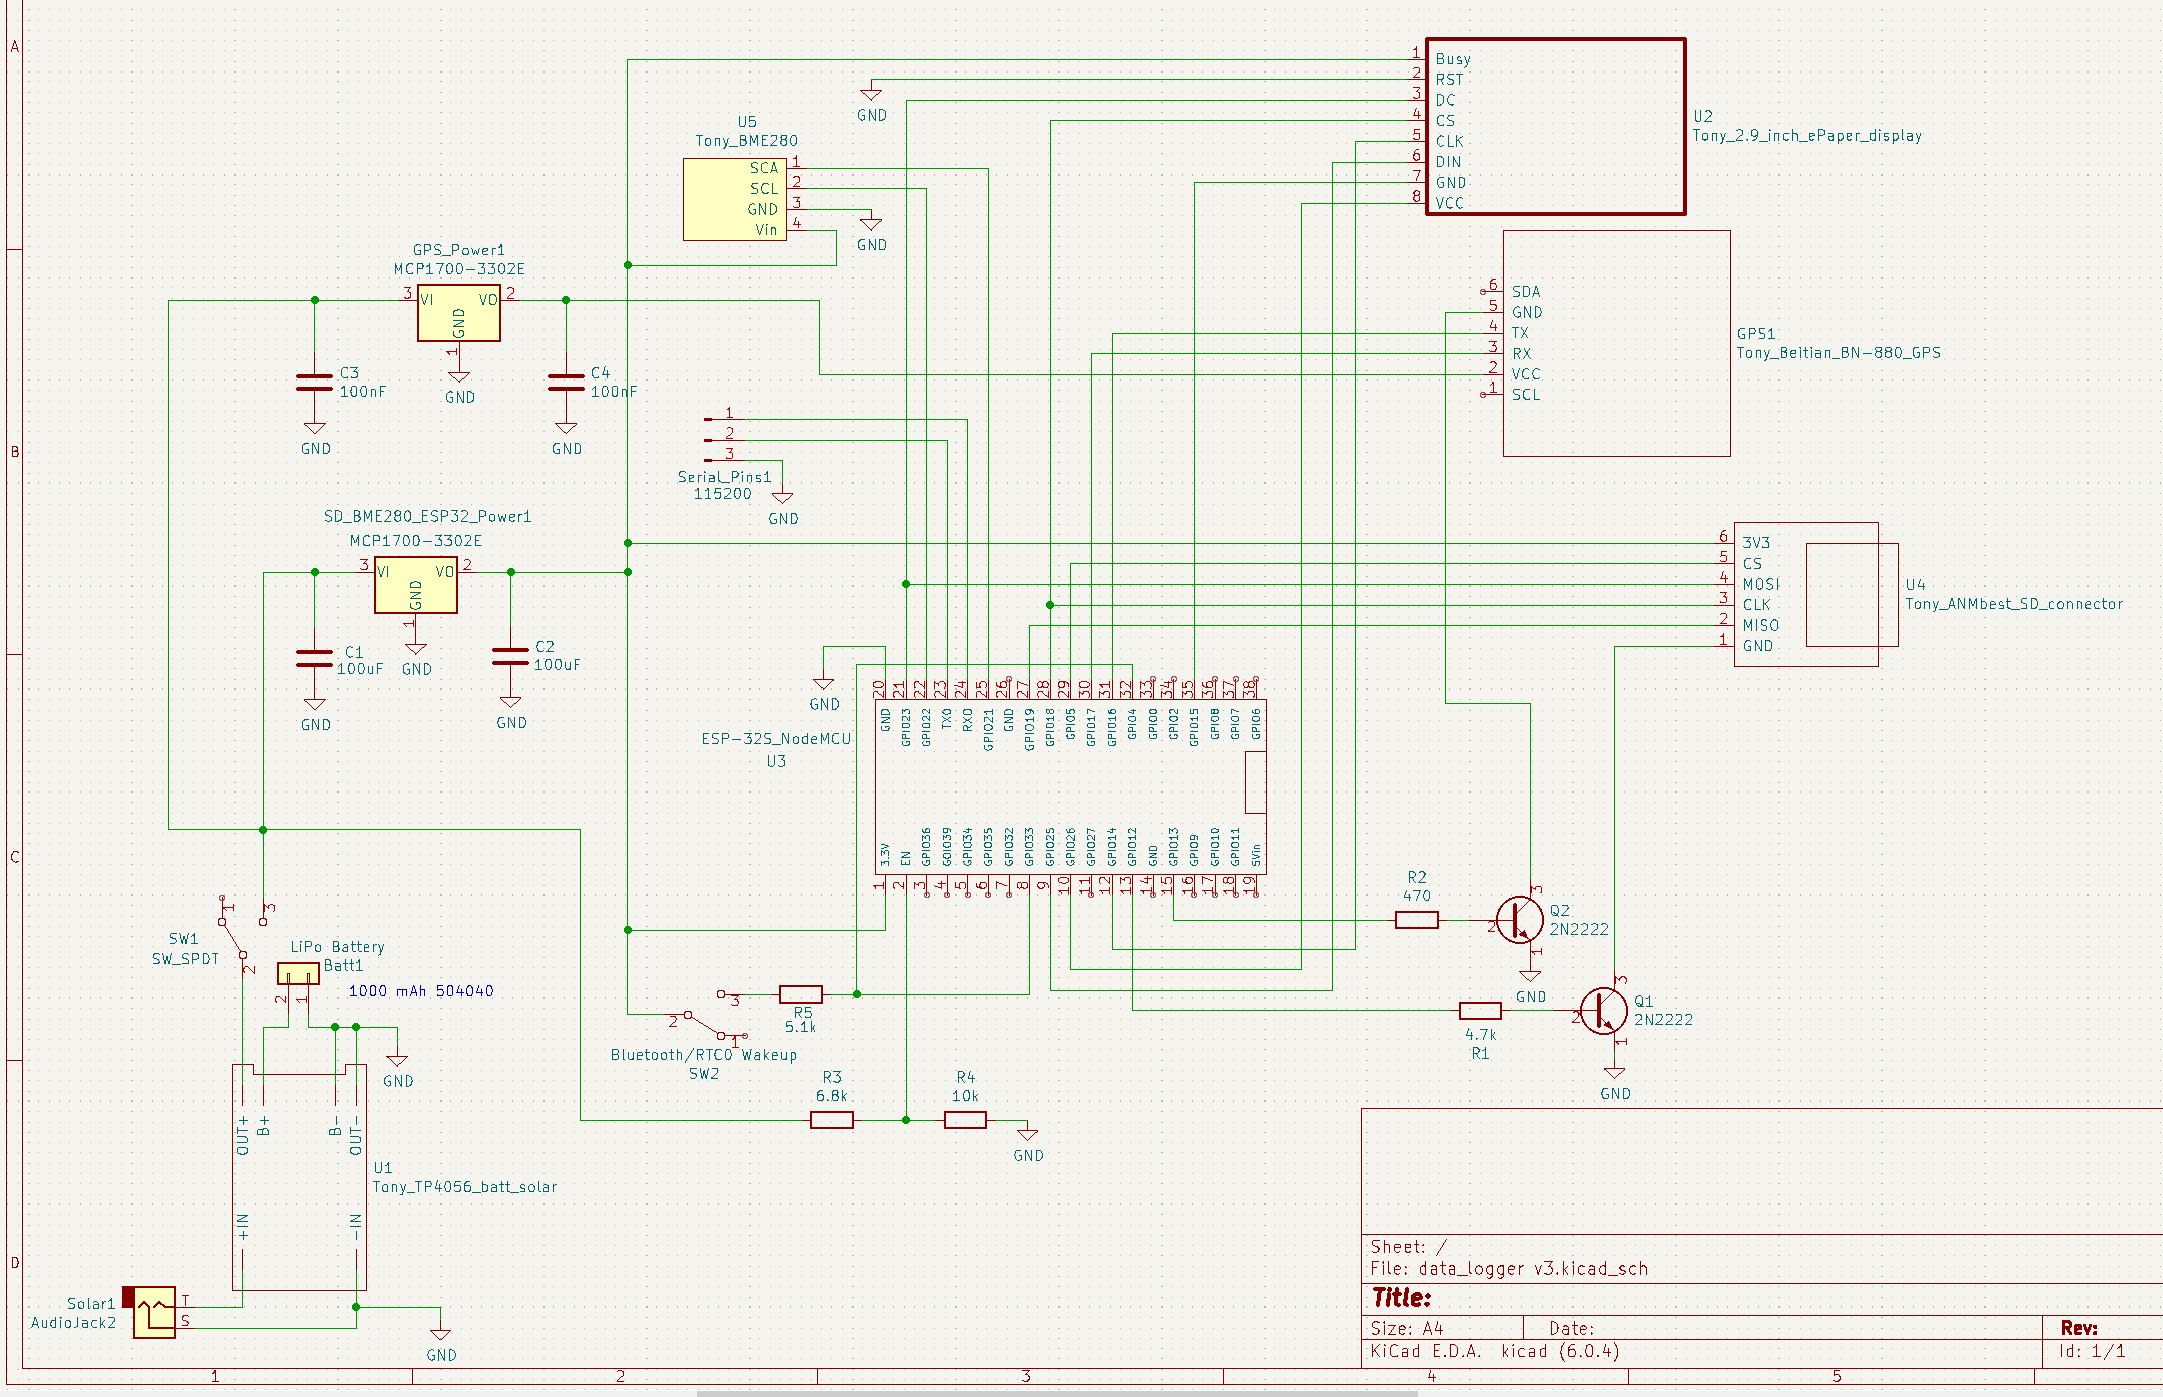 A
B
C
D
1
2
3
4
5
1 Busy
2 RST
3 DC
4 CS
5 CLK
6 DIN
7 GND
8 VCC
U2
Tony_2.9_inch_ePaper_display
GND
U5
Tony_BME280
SCA 1
SCL 2
GND 3
Vin 4
GND
GPS_Power1
MCP1700-3302E
3 VI VO 2
GND
1
GND
C3
100nF
GND
C4
100nF
GND
6 SDA
5 GND
4 TX
3 RX
2 VCC
1 SCL
GPS1
Tony_Beitian_BN-880_GPS
1
2
3
Serial_Pins1
115200
GND
SD_BME280_ESP32_Power1
MCP1700-3302E
3 VI VO 2
GND
1
GND
C1
100uF
GND
C2
100uF
GND
6 3V3
5 CS
4 MOSI
3 CLK
2 MISO
1 GND
U4
Tony_ANMbest_SD_connector
GND
ESP-32S_NodeMCU
U3
20 21 22 23 24 25 26 27 28 29 30 31 32 33 34 35 36 37 38
GND GPIO23 GPIO22 TX0 RX0 GPIO21 GND GPIO19 GPIO18 GPIO5 GPIO17 GPIO16 GPIO4 GPIO0 GPIO2 GPIO15 GPIO8 GPIO7 GPIO6
3.3V EN GPIO36 GOIO39 GPIO34 GPIO35 GPIO32 GPIO33 GPIO25 GPIO26 GPIO27 GPIO14 GPIO12 GND GPIO13 GPIO9 GPIO10 GPIO11 5Vin
1 2 3 4 5 6 7 8 9 10 11 12 13 14 15 16 17 18 19
R2
470
Q2
2N2222
3
2
1
GND
4.7k
R1
Q1
2N2222
3
2
1
GND
1
3
2
SW1
SW_SPDT
LiPo Battery
Batt1
2 1
1000 mAh 504040
GND
OUT+ B+ B- OUT-
+IN -IN
U1
Tony_TP4056_batt_solar
Solar1
AudioJack2
T
S
GND
3
2
1
R5
5.1k
Bluetooth/RTC0 Wakeup
SW2
R3
6.8k
R4
10k
GND
Sheet: /
File: data_logger v3.kicad_sch
Title:
Size: A4 Date: Rev:
KiCad E.D.A. kicad (6.0.4) Id: 1/1